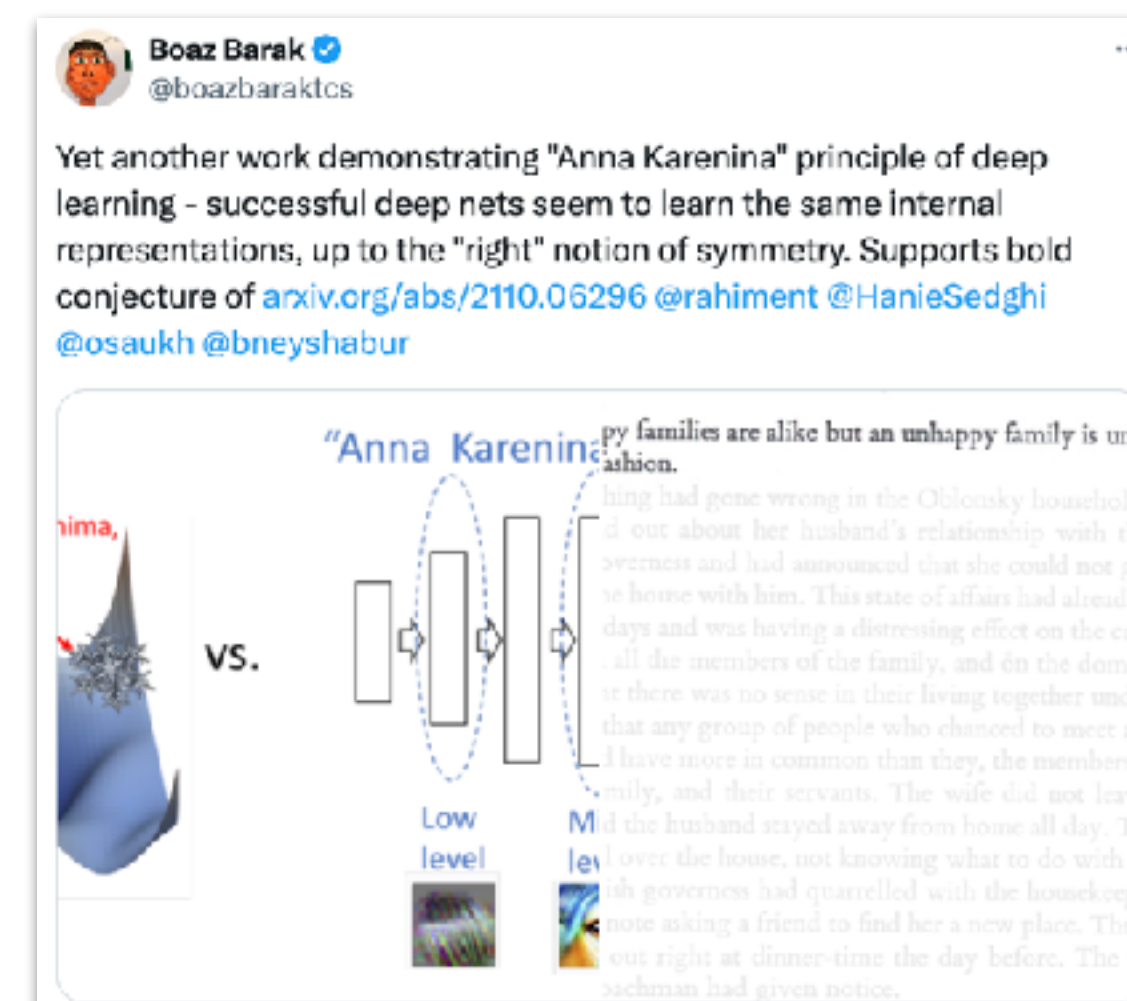 Boaz Barak
@boazbaraktcs
Yet another work demonstrating "Anna Karenina" principle of deep
learning - successful deep nets seem to learn the same internal
representations, up to the "right" notion of symmetry. Supports bold
conjecture of arxiv.org/abs/2110.06296 @rahiment @HanieSedghi
@osaukh @bneyshabur
nima,
vs.
"Anna Karenina
Low
level
M
lev
py families are alike but an unhappy family is un
ashion.
hing had gone wrong in the Oblonsky househol
d out about her husband's relationship with t
overness and had announced that she could not g
ne house with him. This state of affairs had alread
days and was having a distressing effect on the
all the members of the family, and on the dom
at there was no sense in their living together und
that any group of people who chanced to meet
d have more in common than they, the members
mily, and their servants. The wife did not leav
d the husband stayed away from home all day. T
l over the house, not knowing what to do with
ish governess had quarrelled with the housekeep
note asking a friend to find her a new place. The
out right at dinner-time the day before. The
oachman had given notice.